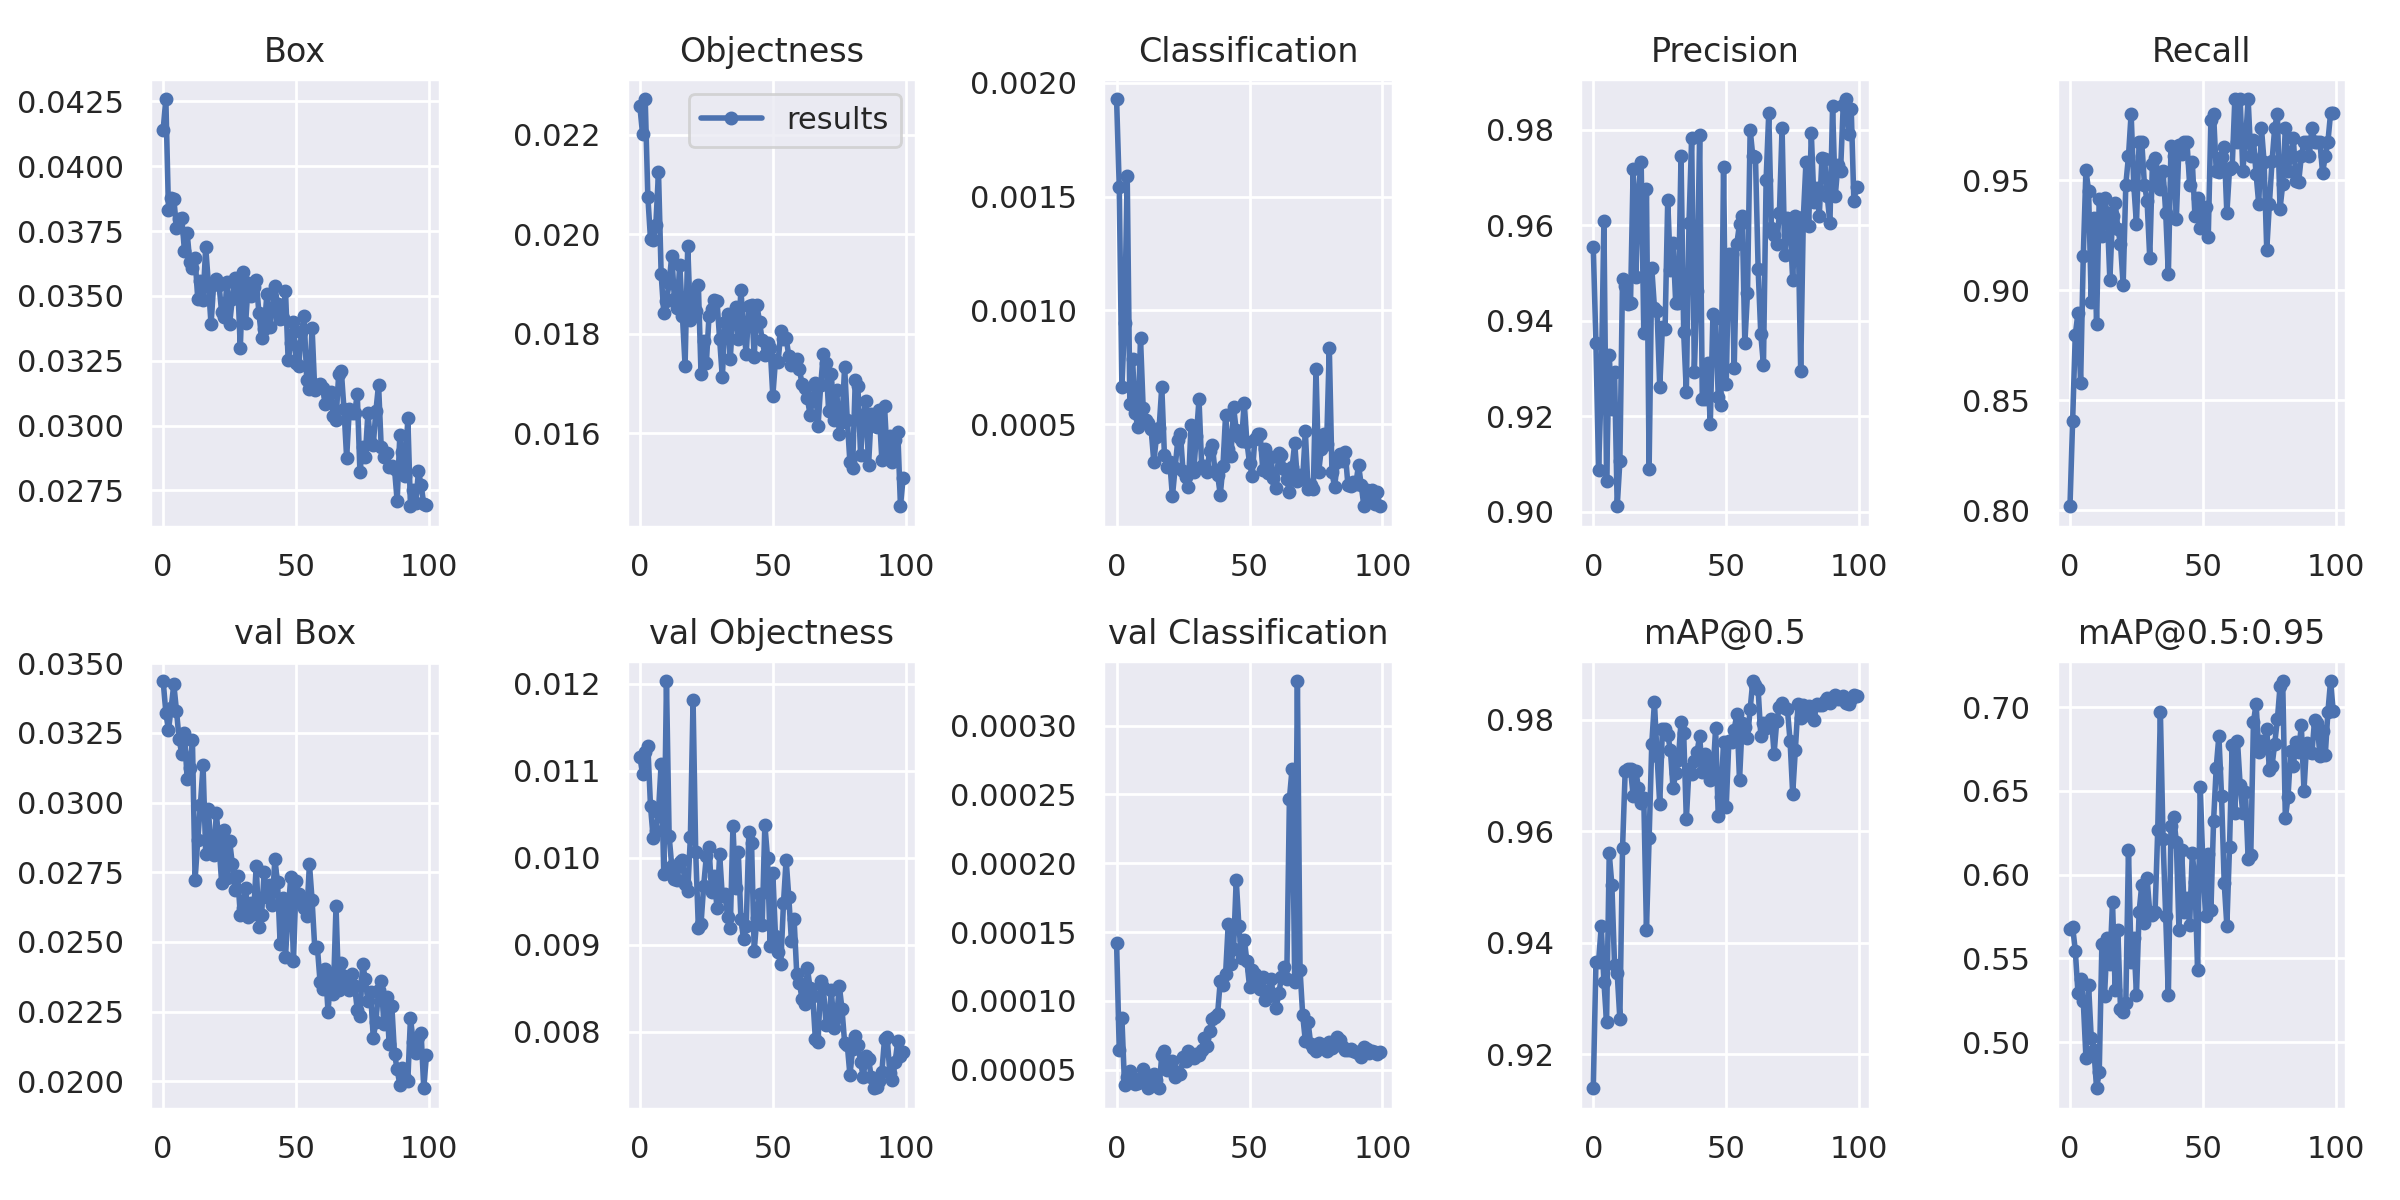 Box
0.0425
0.0400
0.0375
0.0350
0.0325
0.0300
0.0275
0 50 100
Objectness
results
0.022
0.020
0.018
0.016
0 50 100
Classification
0.0020
0.0015
0.0010
0.0005
0 50 100
Precision
0.98
0.96
0.94
0.92
0.90
0 50 100
Recall
0.95
0.90
0.85
0.80
0 50 100
val Box
0.0350
0.0325
0.0300
0.0275
0.0250
0.0225
0.0200
0 50 100
val Objectness
0.012
0.011
0.010
0.009
0.008
0 50 100
val Classification
0.00030
0.00025
0.00020
0.00015
0.00010
0.00005
0 50 100
mAP@0.5
0.98
0.96
0.94
0.92
0 50 100
mAP@0.5:0.95
0.70
0.65
0.60
0.55
0.50
0 50 100